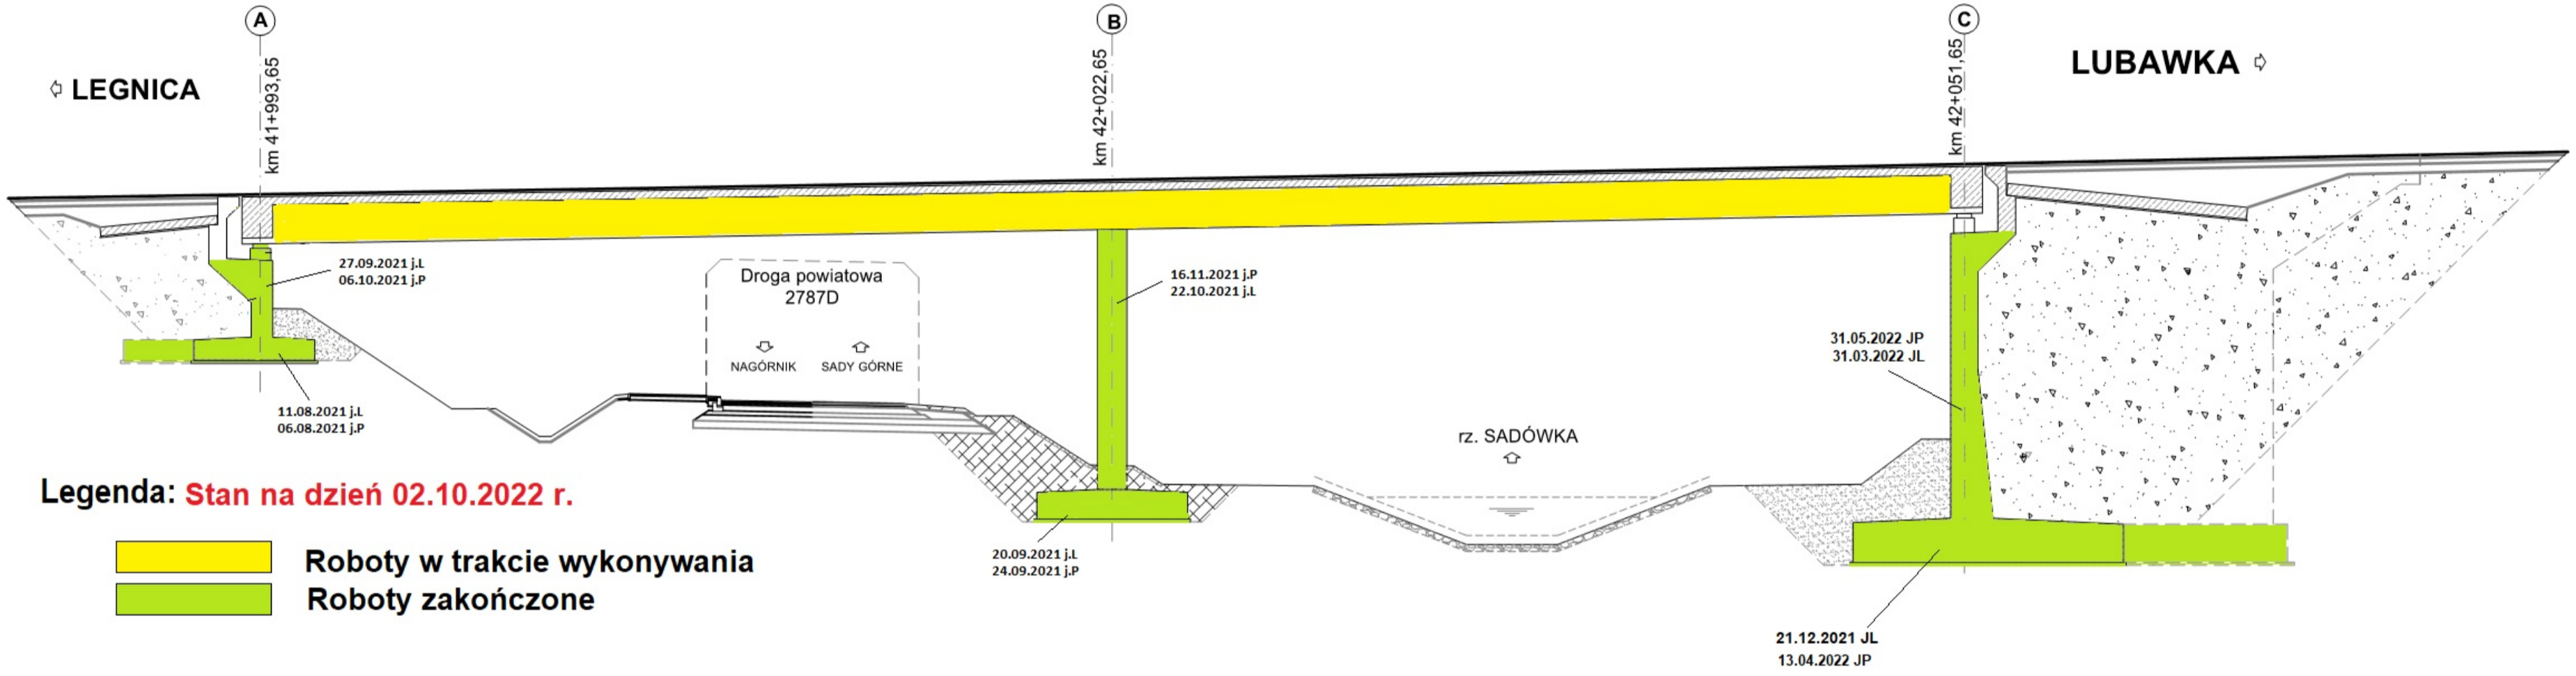 A
B
C
LEGNICA
km 41+993,65
km 42+022,65
km 42+051,65
LUBAWKA
27.09.2021 j.L
06.10.2021 j.P
Droga powiatowa
2787D
NAGÓRNIK SADY GÓRNE
16.11.2021 j.P
22.10.2021 j.L
31.05.2022 JP
31.03.2022 JL
11.08.2021 j.L
06.08.2021 j.P
rz. SADÓWKA
Legenda: Stan na dzień 02.10.2022 r.
20.09.2021 j.L
24.09.2021 j.P
Roboty w trakcie wykonywania
Roboty zakończone
21.12.2021 JL
13.04.2022 JP